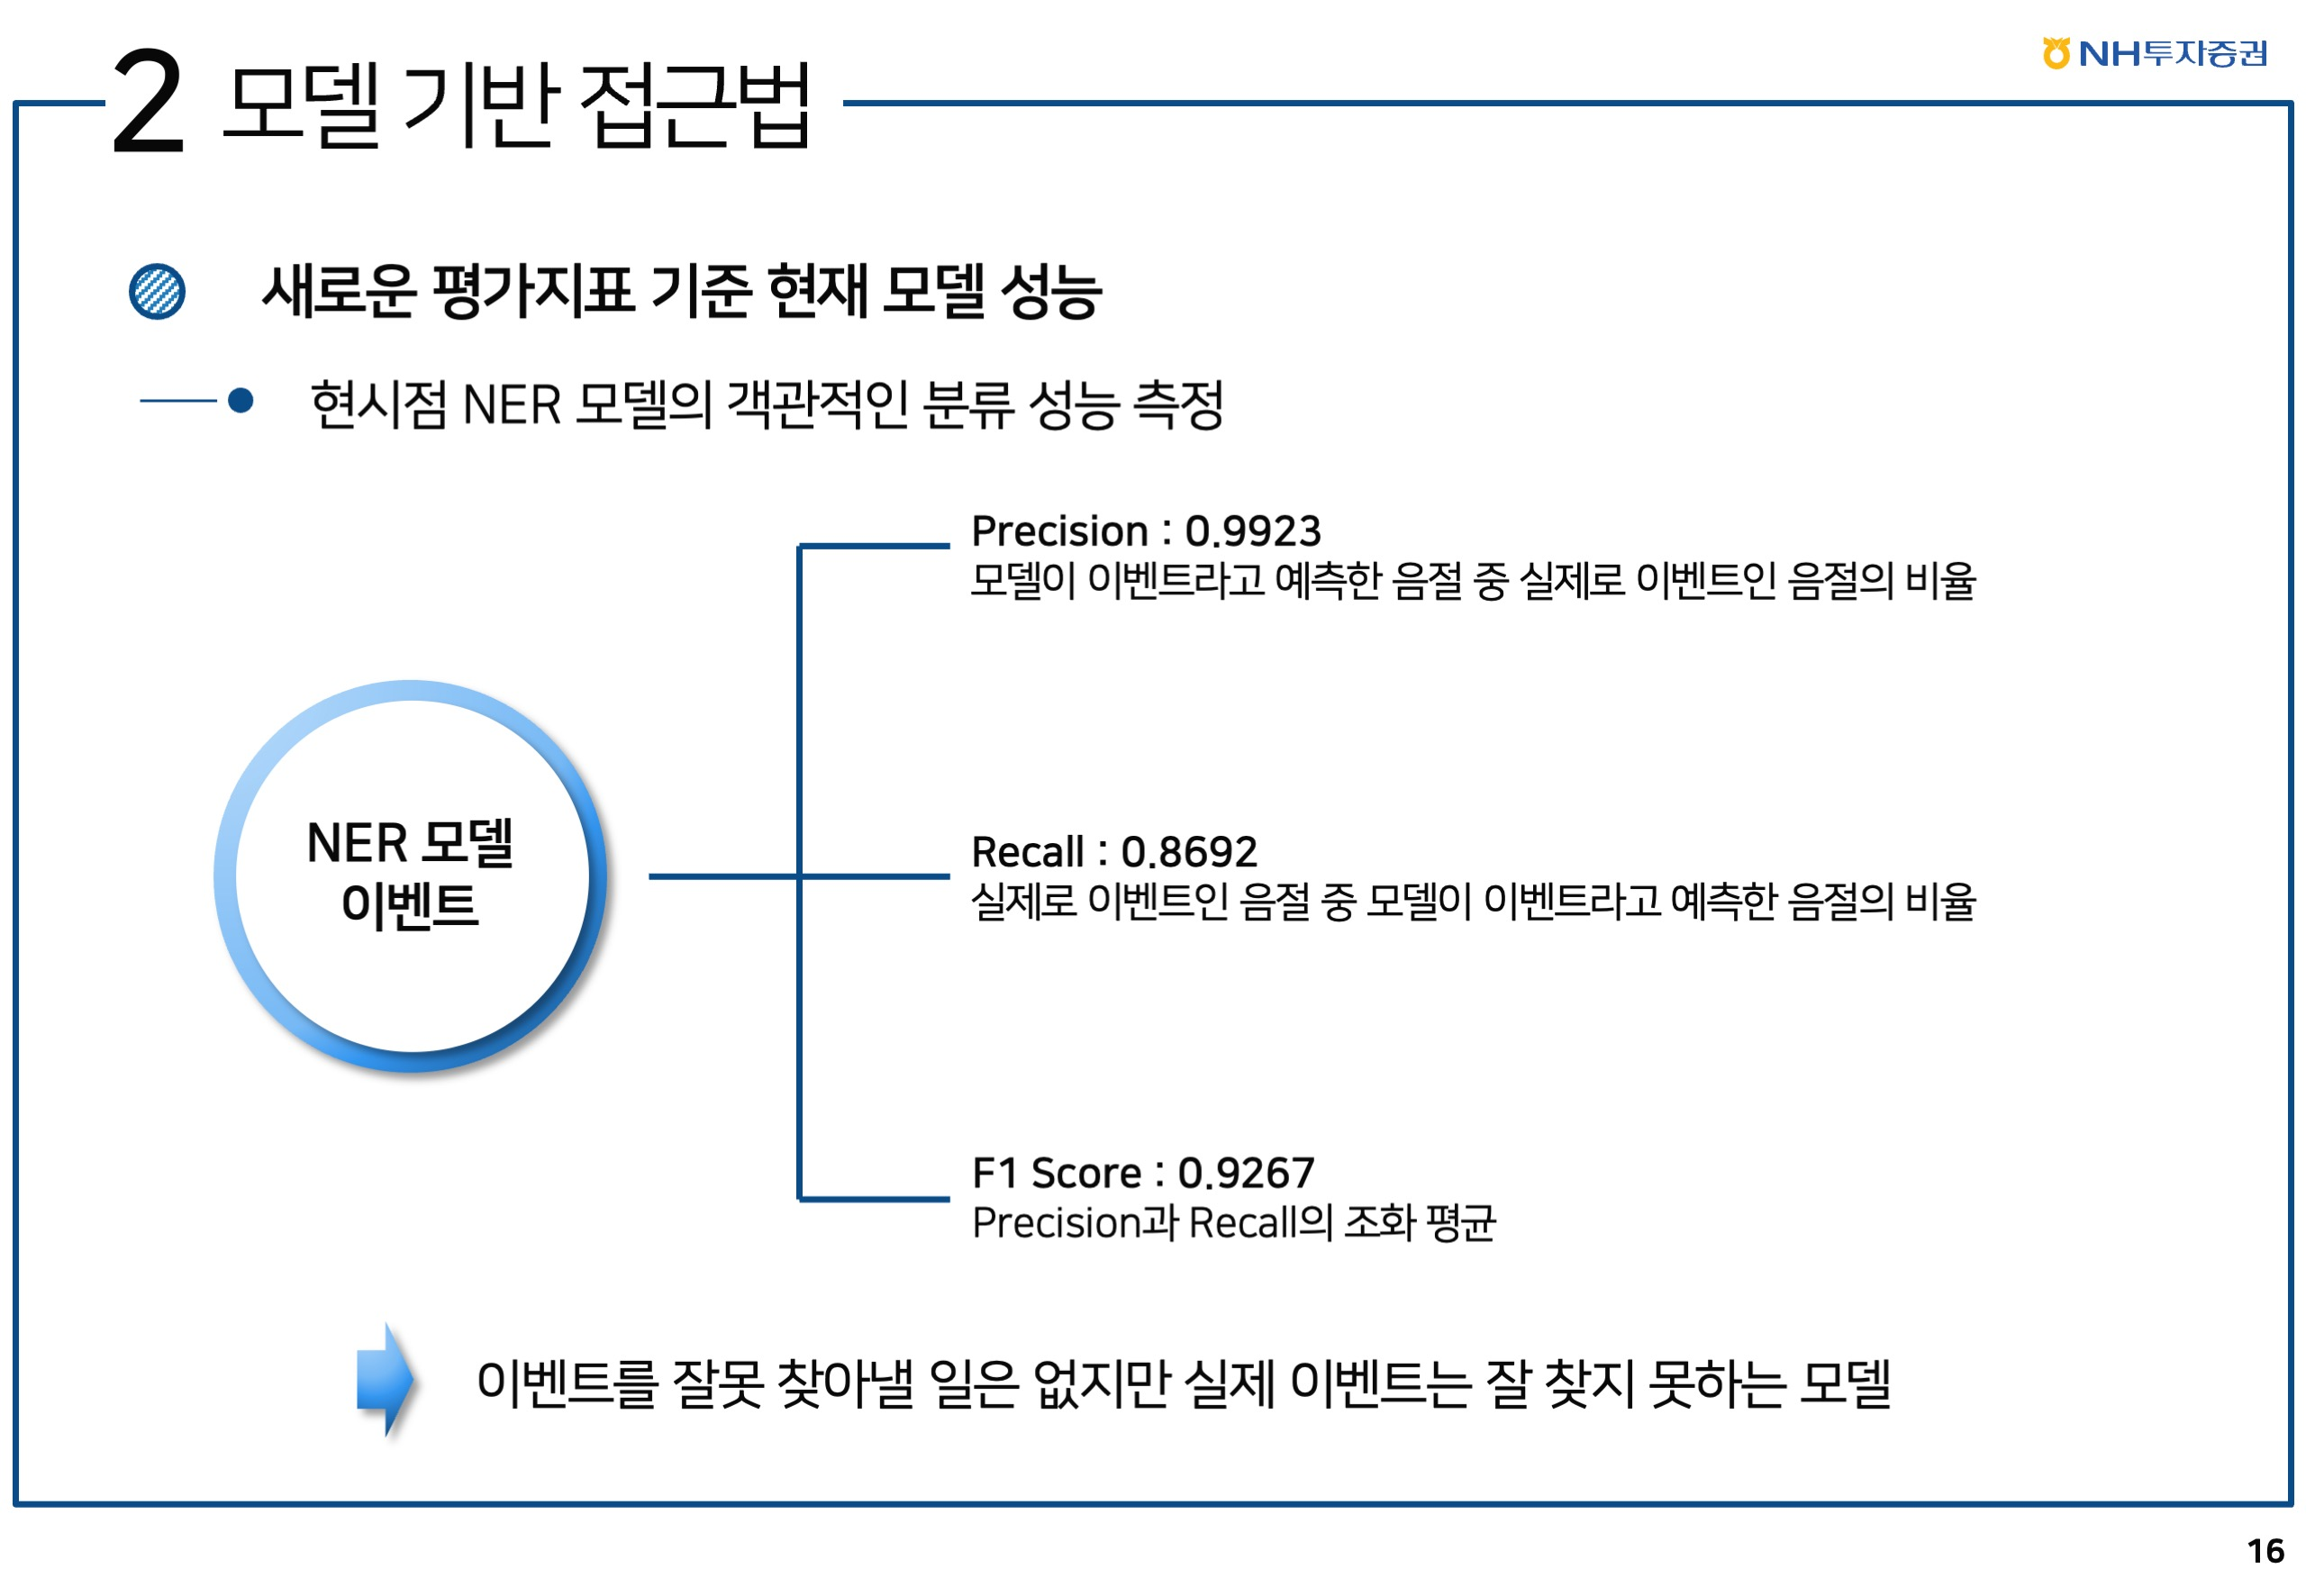 2 모델 기반 접근법
NH투자증권
새로운 평가지표 기준 현재 모델 성능
현시점 NER 모델의 객관적인 분류 성능 측정
Precision : 0.9923
모델이 이벤트라고 예측한 음절 중 실제로 이벤트인 음절의 비율
NER 모델
이벤트
Recall : 0.8692
실제로 이벤트인 음절 중 모델이 이벤트라고 예측한 음절의 비율
F1 Score : 0.9267
Precision과 Recall의 조화 평균
이벤트를 잘못 찾아낼 일은 없지만 실제 이벤트는 잘 찾지 못하는 모델
16